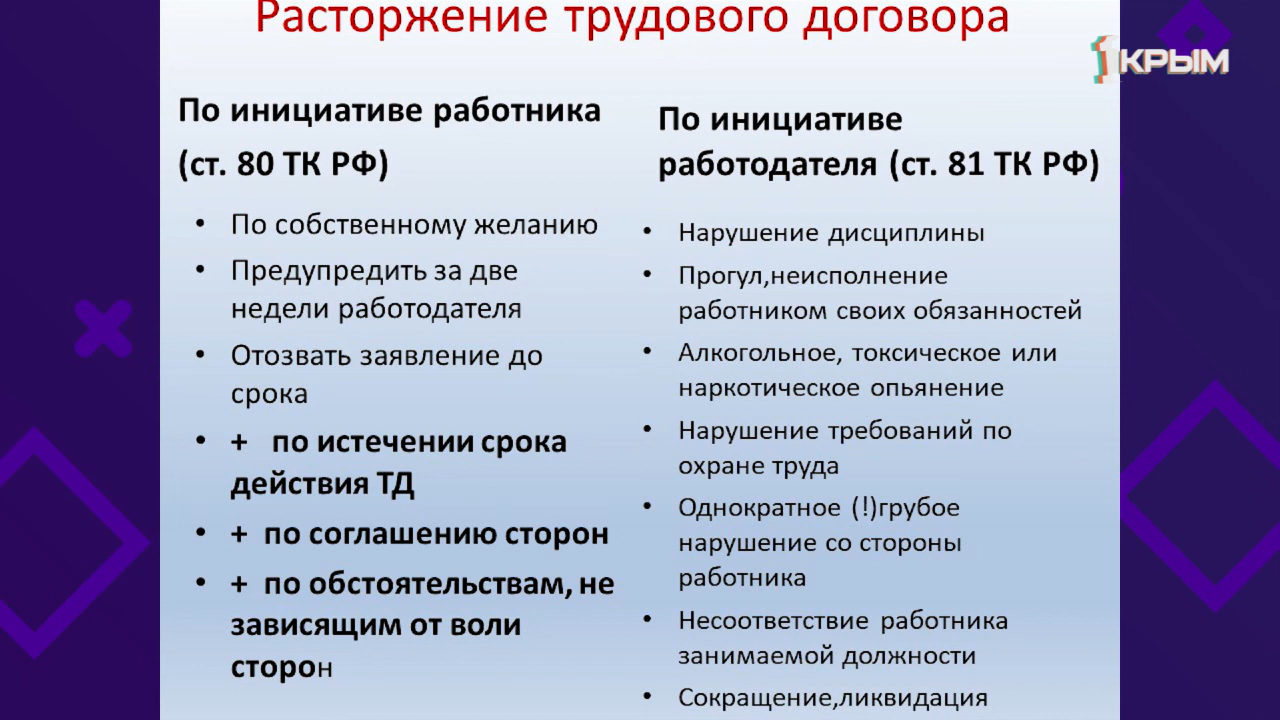 Расторжение трудового договора
1КРЫМ
По инициативе работника
(ст. 80 ТК РФ)
• По собственному желанию
• Предупредить за две
недели работодателя
• Отозвать заявление до
срока
• + по истечении срока
действия ТД
• + по соглашению сторон
• + по обстоятельствам, не
зависящим от воли
сторон
По инициативе
работодателя (ст. 81 ТК РФ)
• Нарушение дисциплины
• Прогул,неисполнение
работником своих обязанностей
• Алкогольное, токсическое или
наркотическое опьянение
• Нарушение требований по
охране труда
• Однократное (!)грубое
нарушение со стороны
работника
• Несоответствие работника
занимаемой должности
• Сокращение,ликвидация